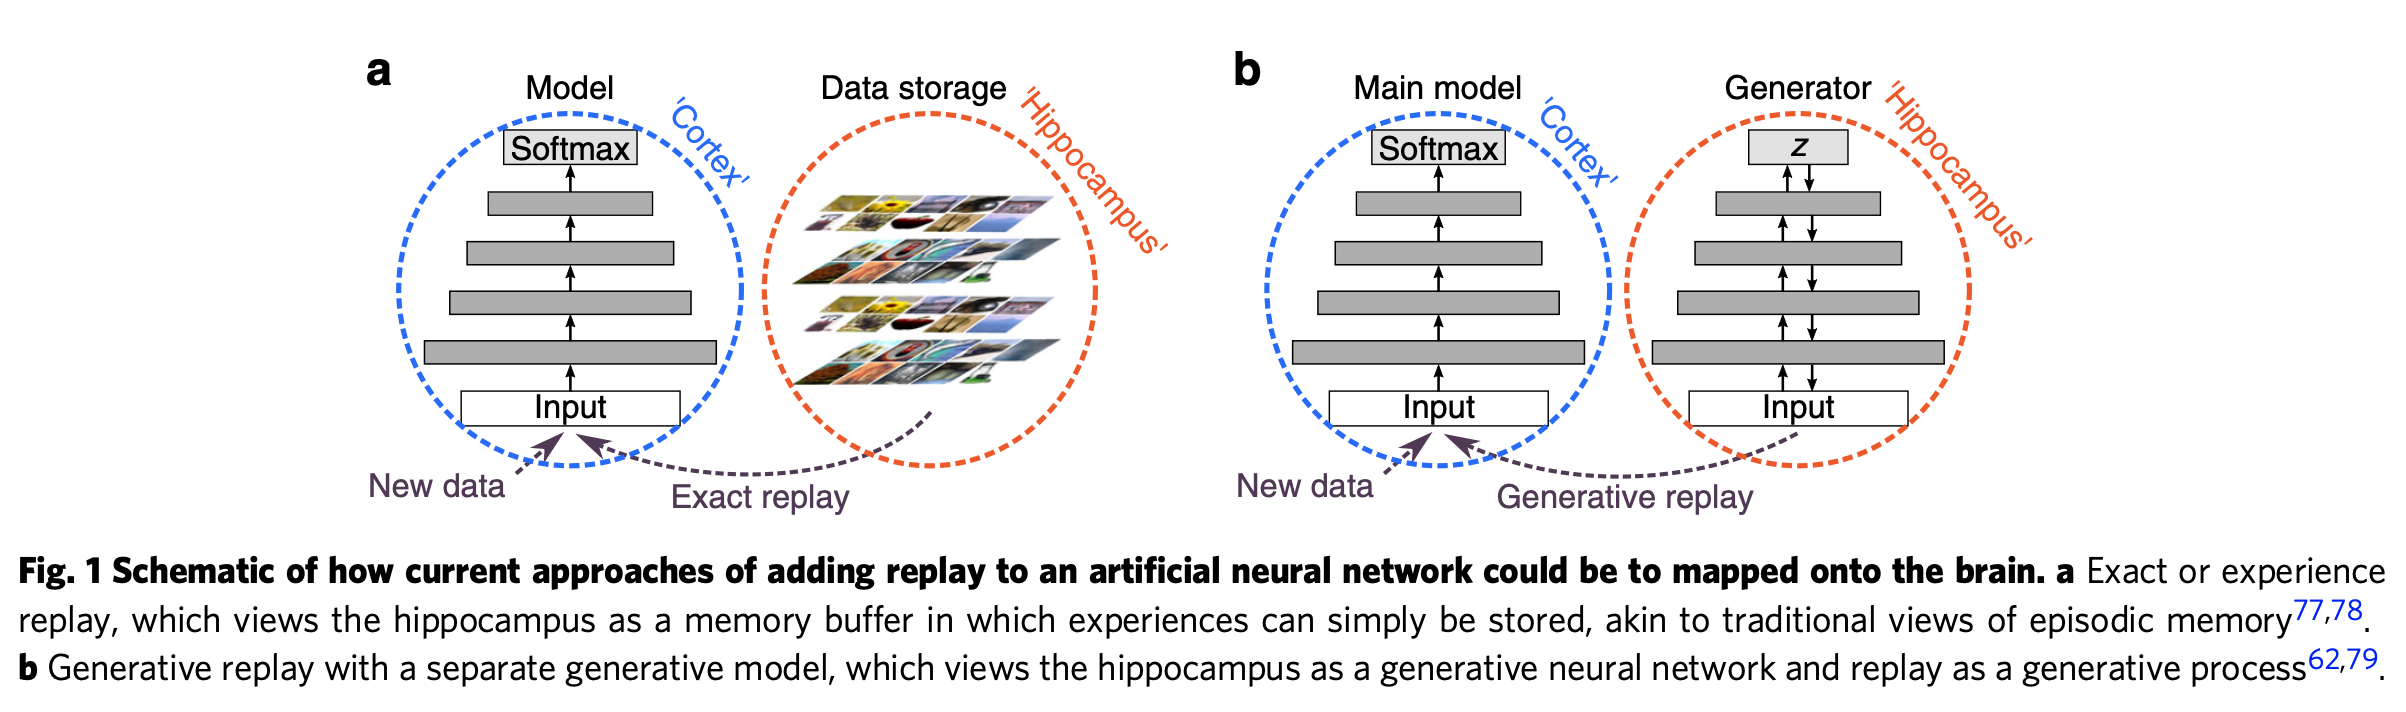 a
Model
Data storage
'Cortex'
'Hippocampus'
Softmax
Input
New data
Exact replay
b
Main model
Generator
'Cortex'
'Hippocampus'
Softmax
z
Input
Input
New data
Generative replay
Fig. 1 Schematic of how current approaches of adding replay to an artificial neural network could be to mapped onto the brain. a Exact or experience
replay, which views the hippocampus as a memory buffer in which experiences can simply be stored, akin to traditional views of episodic memory77,78.
b Generative replay with a separate generative model, which views the hippocampus as a generative neural network and replay as a generative process62,79.